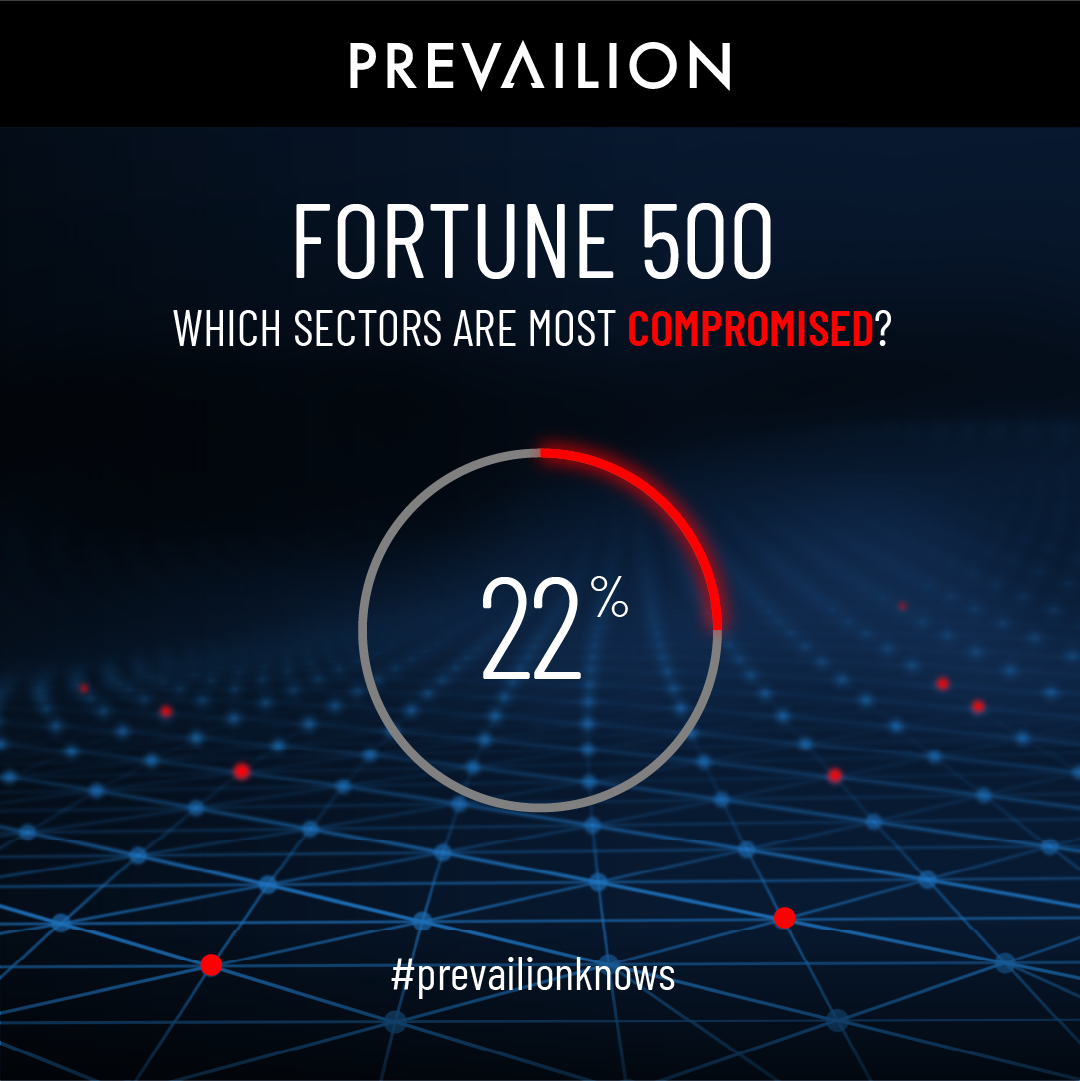 PREVAILION
FORTUNE 500
WHICH SECTORS ARE MOST COMPROMISED?
22%
#prevailionknows